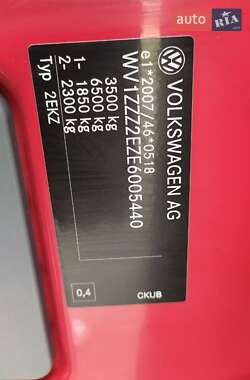 AUTO RIA .com
VOLKSWAGEN AG
e1*2007/46*0518
WV1ZZZ2EZE6005440
3500 kg
6500 kg
1- 1850 kg
2- 2300 kg
Typ 2EKZ
0,4
CKUB